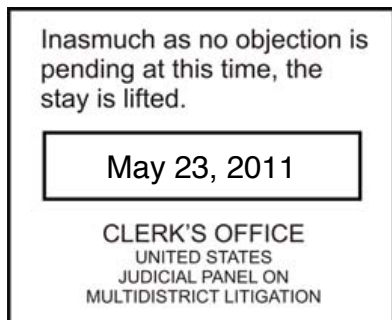 Inasmuch as no objection is
pending at this time, the
stay is lifted.
May 23, 2011
CLERK'S OFFICE
UNITED STATES
JUDICIAL PANEL ON
MULTIDISTRICT LITIGATION